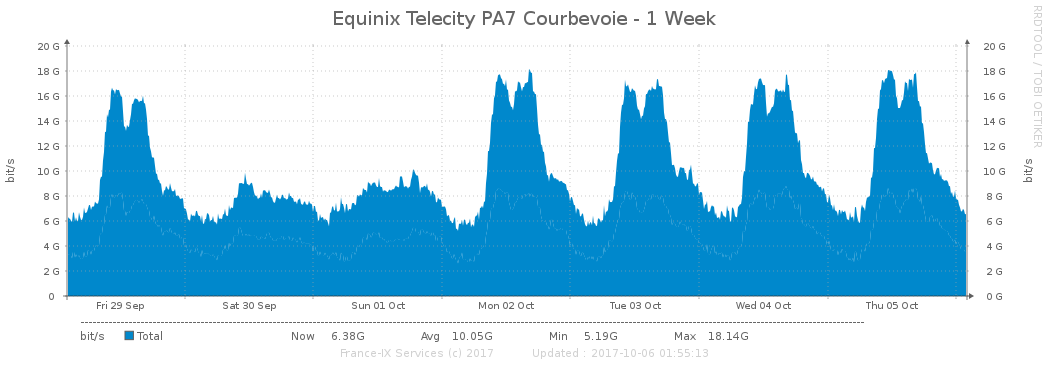 Equinix Telecity PA7 Courbevoie - 1 Week
RRDTOOL / TOBI OETIKER
20 G 20 G
18 G 18 G
16 G 16 G
14 G 14 G
12 G 12 G
10 G 10 G
8 G 8 G
6 G 6 G
4 G 4 G
2 G 2 G
0 0 G
bit/s bit/s
Fri 29 Sep Sat 30 Sep Sun 01 Oct Mon 02 Oct Tue 03 Oct Wed 04 Oct Thu 05 Oct
bit/s Total Now 6.38G Avg 10.05G Min 5.19G Max 18.14G
France-IX Services (c) 2017 Updated : 2017-10-06 01:55:13